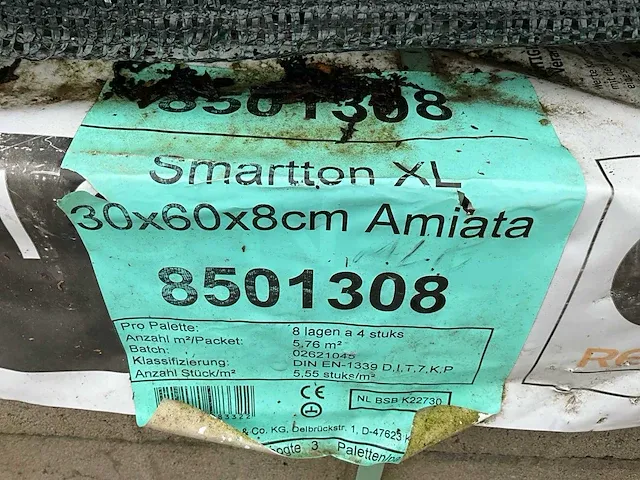 8501308
Smartton XL
30x60x8cm Amiata
8501308
Pro Palette: 8 lagen a 4 stuks
Anzahl m²/Packet: 5,76 m²
Batch: 02621045
Klassifizierung: DIN EN-1339 D,I,T,7,K,P
Anzahl Stück/m² 5,55 stuks/m²
CE
NL BSB K22730
& Co. KG, Delbrückstr. 1, D-47623
3 Paletten/